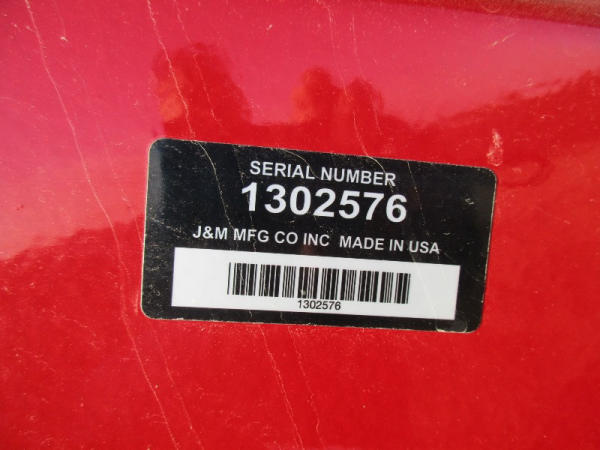 SERIAL NUMBER
1302576
J&M MFG CO INC MADE IN USA
1302576